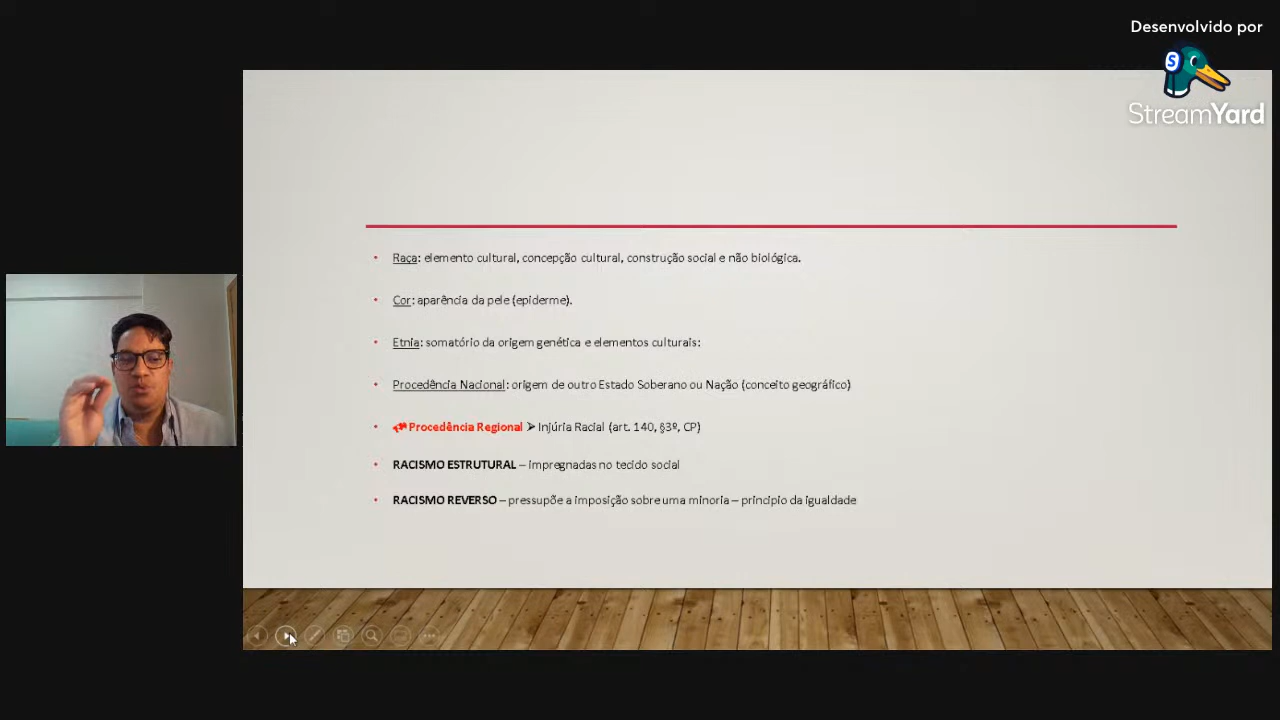 Desenvolvido por
S
StreamYard
Raça: elemento cultural, concepção cultural, construção social e não biológica.
Cor: aparência da pele (epiderme).
Etnia: somatório da origem genética e elementos culturais:
Procedência Nacional: origem de outro Estado Soberano ou Nação (conceito geográfico)
Procedência Regional ➢ Injúria Racial (art. 140, §3º, CP)
RACISMO ESTRUTURAL – impregnadas no tecido social
RACISMO REVERSO – pressupõe a imposição sobre uma minoria – principio da igualdade